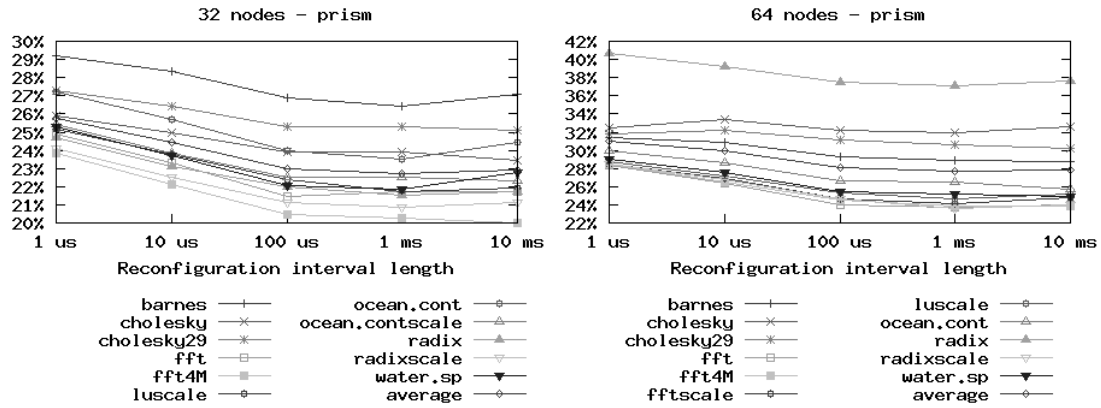 32 nodes - prism
30%
29%
28%
27%
26%
25%
24%
23%
22%
21%
20%
1 us 10 us 100 us 1 ms 10 ms
Reconfiguration interval length
barnes
cholesky
cholesky29
fft
fft4M
luscale
ocean.cont
ocean.contscale
radix
radixscale
water.sp
average
64 nodes - prism
42%
40%
38%
36%
34%
32%
30%
28%
26%
24%
22%
1 us 10 us 100 us 1 ms 10 ms
Reconfiguration interval length
barnes
cholesky
cholesky29
fft
fft4M
fftscale
luscale
ocean.cont
radix
radixscale
water.sp
average